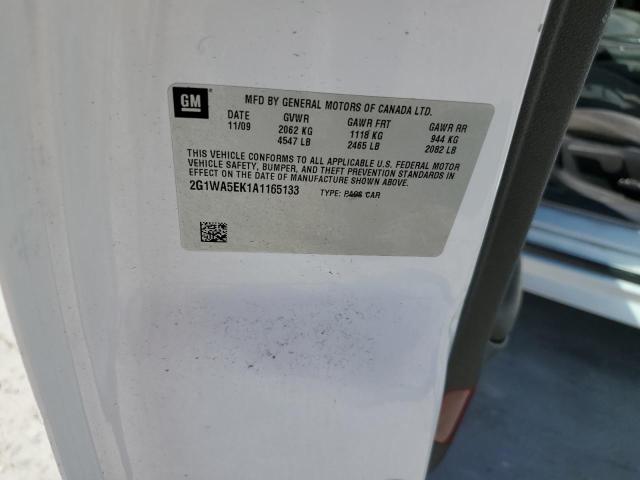 GM
MFD BY GENERAL MOTORS OF CANADA LTD.
DATE GVWR GAWR FRT GAWR RR
11/09 2062 KG 1118 KG 944 KG
4547 LB 2465 LB 2082 LB
THIS VEHICLE CONFORMS TO ALL APPLICABLE U.S. FEDERAL MOTOR
VEHICLE SAFETY, BUMPER, AND THEFT PREVENTION STANDARDS IN
EFFECT ON THE DATE OF MANUFACTURE SHOWN ABOVE.
2G1WA5EK1A1165133 TYPE: PASS CAR